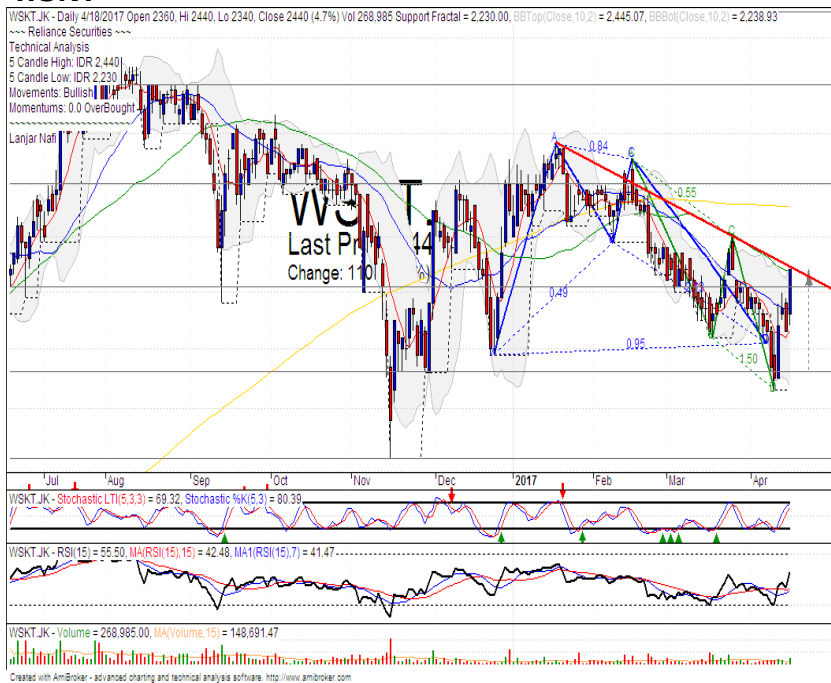 WSKT.JK - Daily 4/18/2017 Open 2360, Hi 2440, Lo 2340, Close 2440 (4.7%) Vol 268,985 Support Fractal = 2,230.00, BBTop(Close,10,2) = 2,445.07, BBBot(Close,10,2) = 2,238.93
~~~ Reliance Securities ~~~
Technical Analysis
5 Candle High: IDR 2,440
5 Candle Low: IDR 2,230
Movements: Bullish
Momentums: 0.0 OverBought
~~~~~~~~~~~~~~~~~~~~~~
Lanjar Nafi
Last Pr
Change: 110
A
0.84
0.55
0.49
0.95
1.50
Jul Aug Sep Oct Nov Dec 2017 Feb Mar Apr
WSKT.JK - Stochastic LTI(5,3,3) = 69.32, Stochastic %K(5,3) = 80.39
WSKT.JK - RSI(15) = 55.50, MA(RSI(15),15) = 42.48, MA1(RSI(15),7) = 41.47
WSKT.JK - Volume = 268,985.00, MA(Volume,15) = 148,691.47
Created with AmiBroker - advanced charting and technical analysis software. http://www.amibroker.com